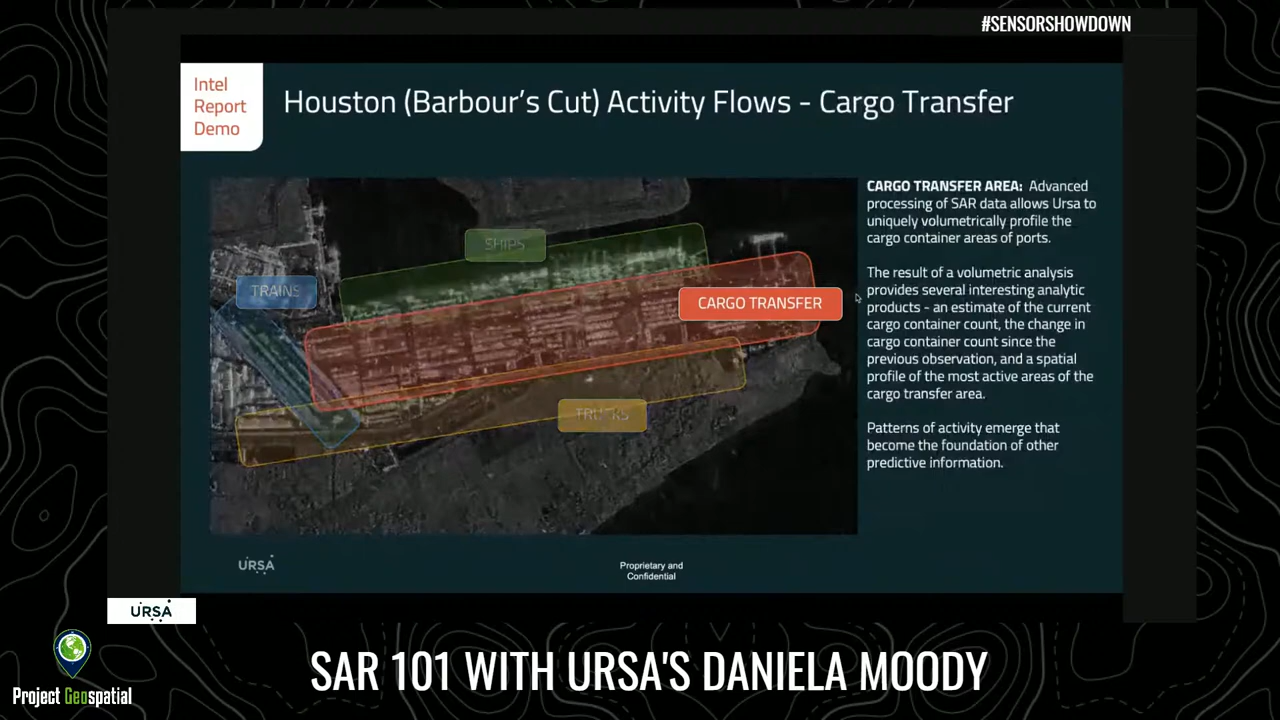 #SENSORSHOWDOWN
Intel
Report
Demo
Houston (Barbour's Cut) Activity Flows - Cargo Transfer
SHIPS
TRAINS
CARGO TRANSFER
TRUCKS
CARGO TRANSFER AREA: Advanced
processing of SAR data allows Ursa to
uniquely volumetrically profile the
cargo container areas of ports.
The result of a volumetric analysis
provides several interesting analytic
products - an estimate of the current
cargo container count, the change in
cargo container count since the
previous observation, and a spatial
profile of the most active areas of the
cargo transfer area.
Patterns of activity emerge that
become the foundation of other
predictive information.
URSA
Proprietary and
Confidential
URSA
SAR 101 WITH URSA'S DANIELA MOODY
Project Geospatial